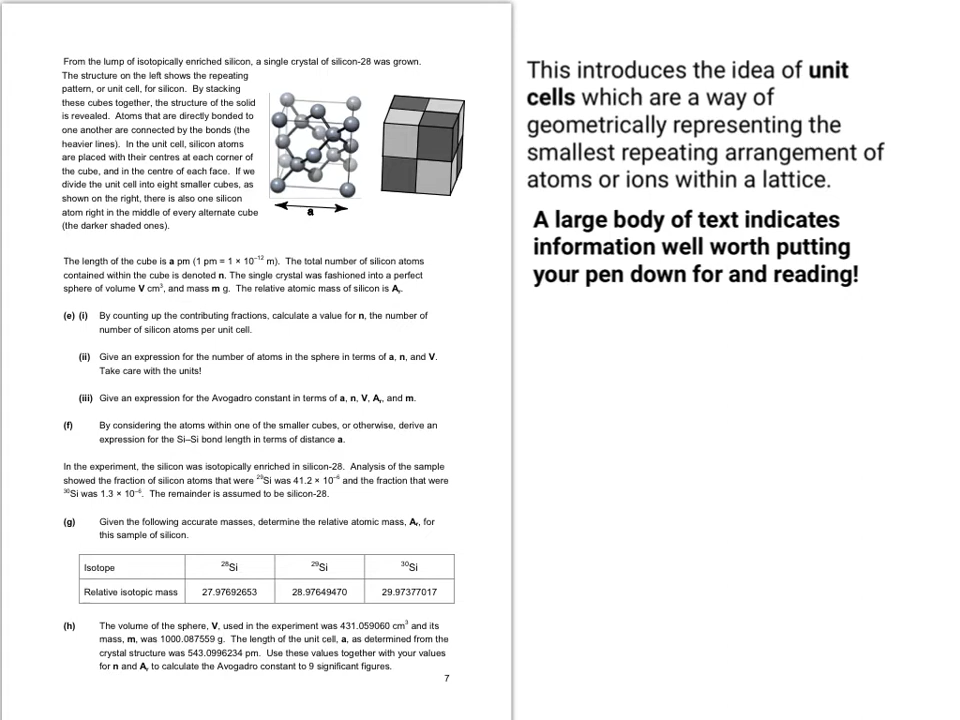 From the lump of isotopically enriched silicon, a single crystal of silicon-28 was grown.
The structure on the left shows the repeating
pattern, or unit cell, for silicon. By stacking
these cubes together, the structure of the solid
is revealed. Atoms that are directly bonded to
one another are connected by the bonds (the
heavier lines). In the unit cell, silicon atoms
are placed with their centres at each corner of
the cube, and in the centre of each face. If we
divide the unit cell into eight smaller cubes, as
shown on the right, there is also one silicon
atom right in the middle of every alternate cube
(the darker shaded ones).
a
The length of the cube is a pm (1 pm = 1 × 10⁻¹² m). The total number of silicon atoms
contained within the cube is denoted n. The single crystal was fashioned into a perfect
sphere of volume V cm³, and mass m g. The relative atomic mass of silicon is Aᵣ.
(e) (i) By counting up the contributing fractions, calculate a value for n, the number of
number of silicon atoms per unit cell.
(ii) Give an expression for the number of atoms in the sphere in terms of a, n, and V.
Take care with the units!
(iii) Give an expression for the Avogadro constant in terms of a, n, V, Aᵣ, and m.
(f) By considering the atoms within one of the smaller cubes, or otherwise, derive an
expression for the Si–Si bond length in terms of distance a.
In the experiment, the silicon was isotopically enriched in silicon-28. Analysis of the sample
showed the fraction of silicon atoms that were ²⁹Si was 41.2 × 10⁻⁶ and the fraction that were
³⁰Si was 1.3 × 10⁻⁶. The remainder is assumed to be silicon-28.
(g) Given the following accurate masses, determine the relative atomic mass, Aᵣ, for
this sample of silicon.
Isotope ²⁸Si ²⁹Si ³⁰Si
Relative isotopic mass 27.97692653 28.97649470 29.97377017
(h) The volume of the sphere, V, used in the experiment was 431.059060 cm³ and its
mass, m, was 1000.087559 g. The length of the unit cell, a, as determined from the
crystal structure was 543.0996234 pm. Use these values together with your values
for n and Aᵣ to calculate the Avogadro constant to 9 significant figures.
7
This introduces the idea of unit
cells which are a way of
geometrically representing the
smallest repeating arrangement of
atoms or ions within a lattice.
A large body of text indicates
information well worth putting
your pen down for and reading!